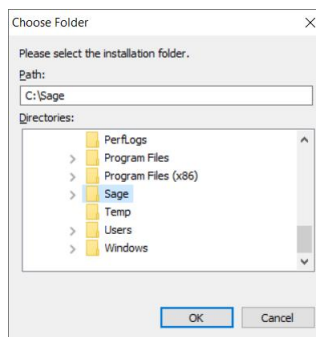 Choose Folder
Please select the installation folder.
Path:
C:\Sage
Directories:
PerfLogs
Program Files
Program Files (x86)
Sage
Temp
Users
Windows
OK Cancel